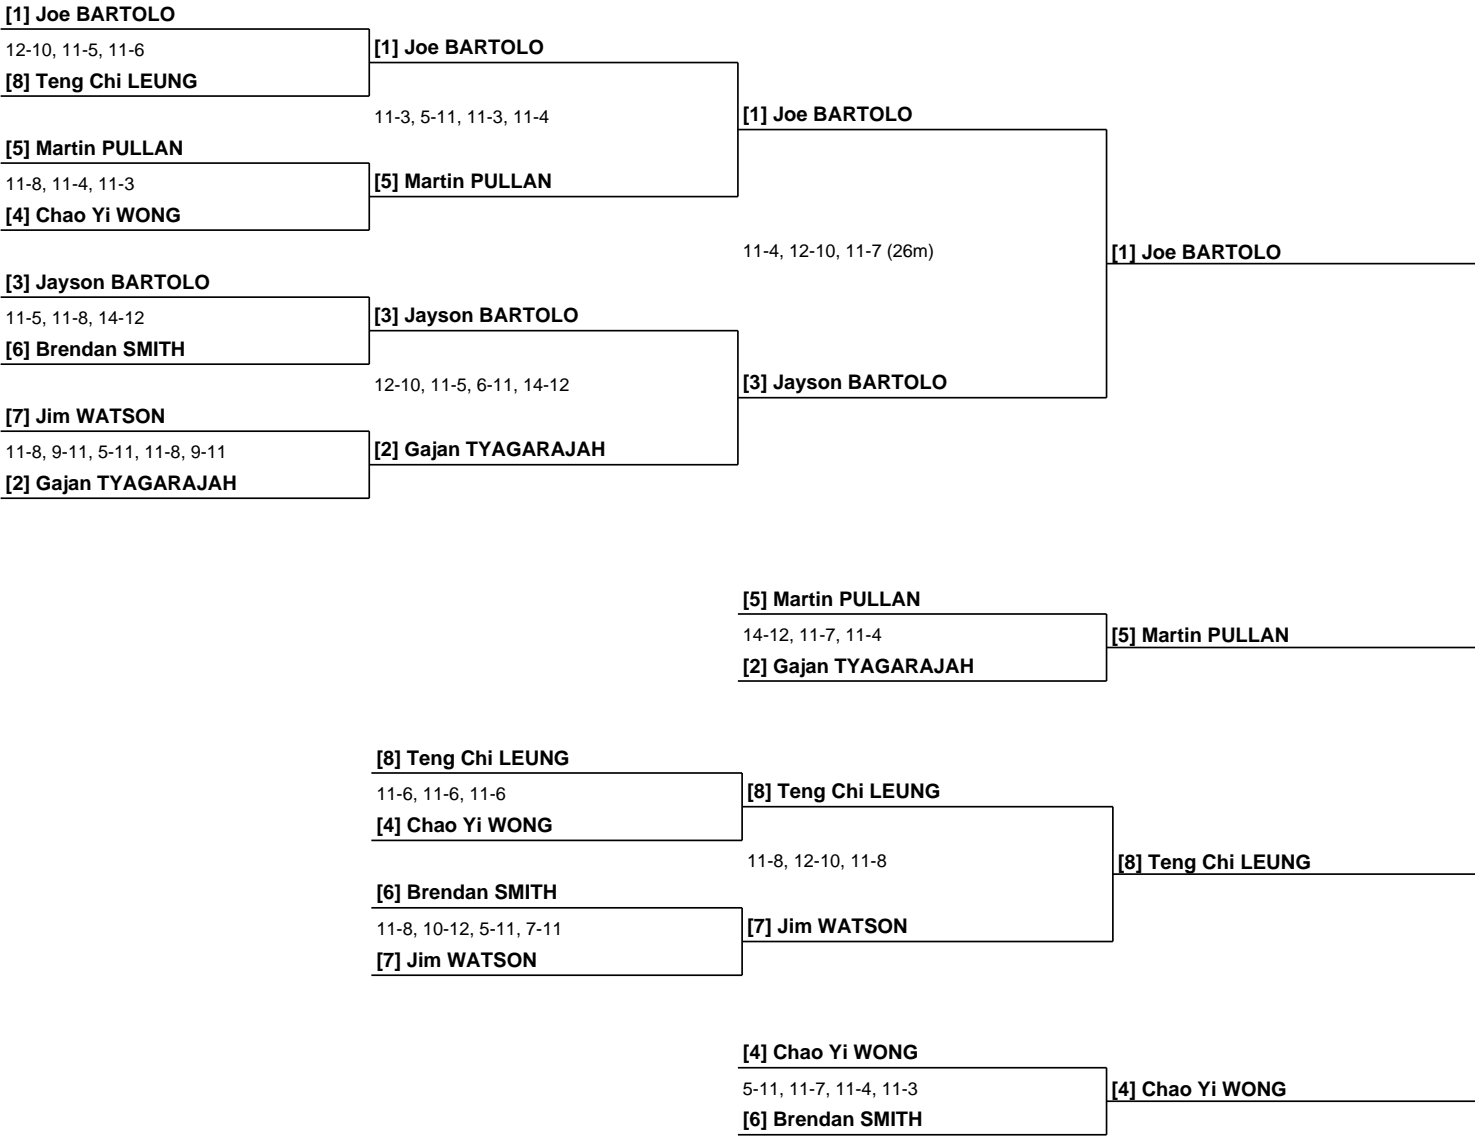 [1] Joe BARTOLO
12-10, 11-5, 11-6
[1] Joe BARTOLO
[8] Teng Chi LEUNG
11-3, 5-11, 11-3, 11-4
[1] Joe BARTOLO
[5] Martin PULLAN
11-8, 11-4, 11-3
[5] Martin PULLAN
[4] Chao Yi WONG
11-4, 12-10, 11-7 (26m)
[1] Joe BARTOLO
[3] Jayson BARTOLO
11-5, 11-8, 14-12
[3] Jayson BARTOLO
[6] Brendan SMITH
12-10, 11-5, 6-11, 14-12
[3] Jayson BARTOLO
[7] Jim WATSON
11-8, 9-11, 5-11, 11-8, 9-11
[2] Gajan TYAGARAJAH
[2] Gajan TYAGARAJAH
[5] Martin PULLAN
14-12, 11-7, 11-4
[5] Martin PULLAN
[2] Gajan TYAGARAJAH
[8] Teng Chi LEUNG
11-6, 11-6, 11-6
[8] Teng Chi LEUNG
[4] Chao Yi WONG
11-8, 12-10, 11-8
[8] Teng Chi LEUNG
[6] Brendan SMITH
11-8, 10-12, 5-11, 7-11
[7] Jim WATSON
[7] Jim WATSON
[4] Chao Yi WONG
5-11, 11-7, 11-4, 11-3
[4] Chao Yi WONG
[6] Brendan SMITH